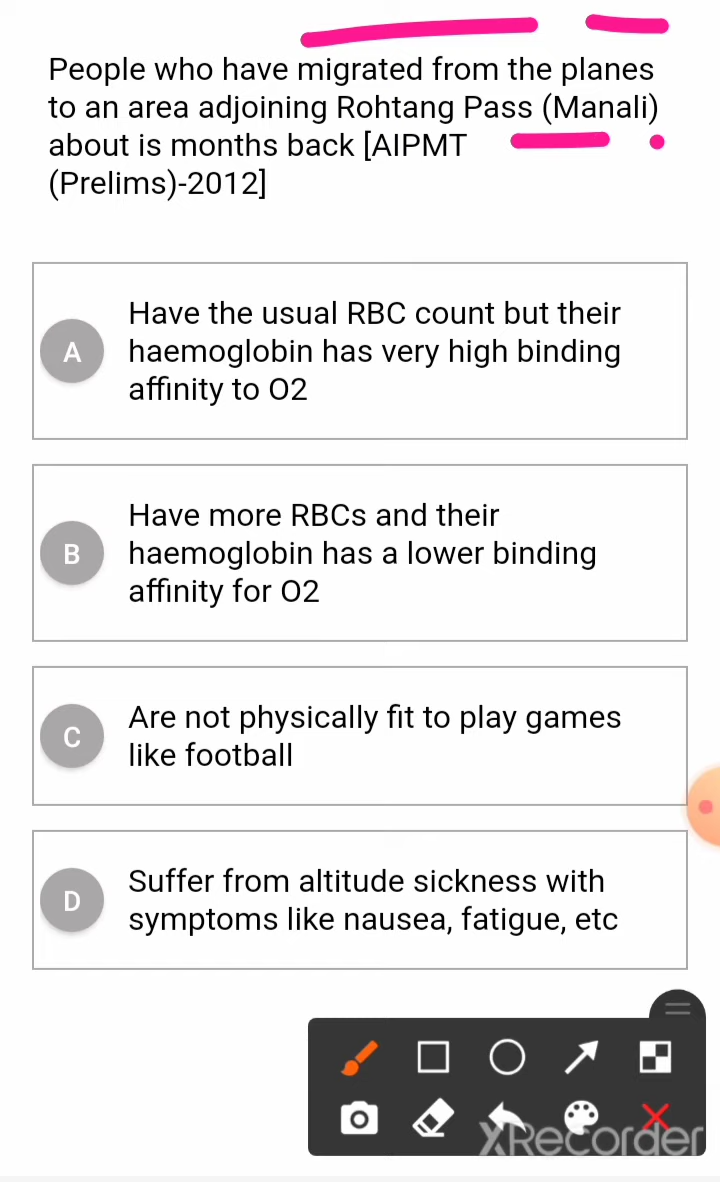 People who have migrated from the planes
to an area adjoining Rohtang Pass (Manali)
about is months back [AIPMT
(Prelims)-2012]
A
Have the usual RBC count but their
haemoglobin has very high binding
affinity to O2
B
Have more RBCs and their
haemoglobin has a lower binding
affinity for O2
C
Are not physically fit to play games
like football
D
Suffer from altitude sickness with
symptoms like nausea, fatigue, etc
XRecorder